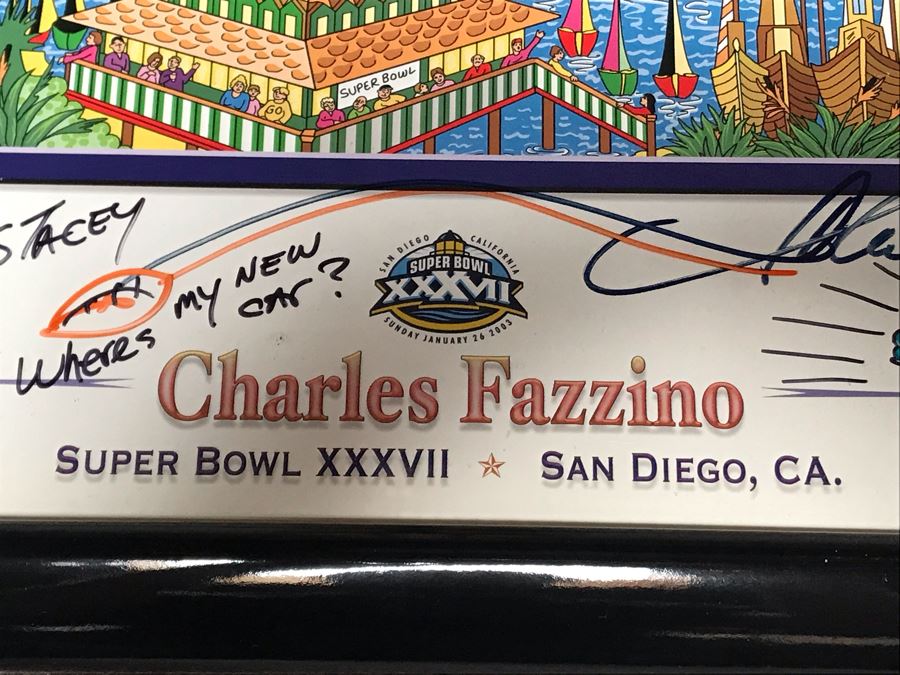 SUPER BOWL
GO
STACEY
Wheres MY NEW
CAR?
SAN DIEGO CALIFORNIA
SUPER BOWL
XXXVII
SUNDAY JANUARY 26 2003
Charles Fazzino
SUPER BOWL XXXVII ☆ SAN DIEGO, CA.